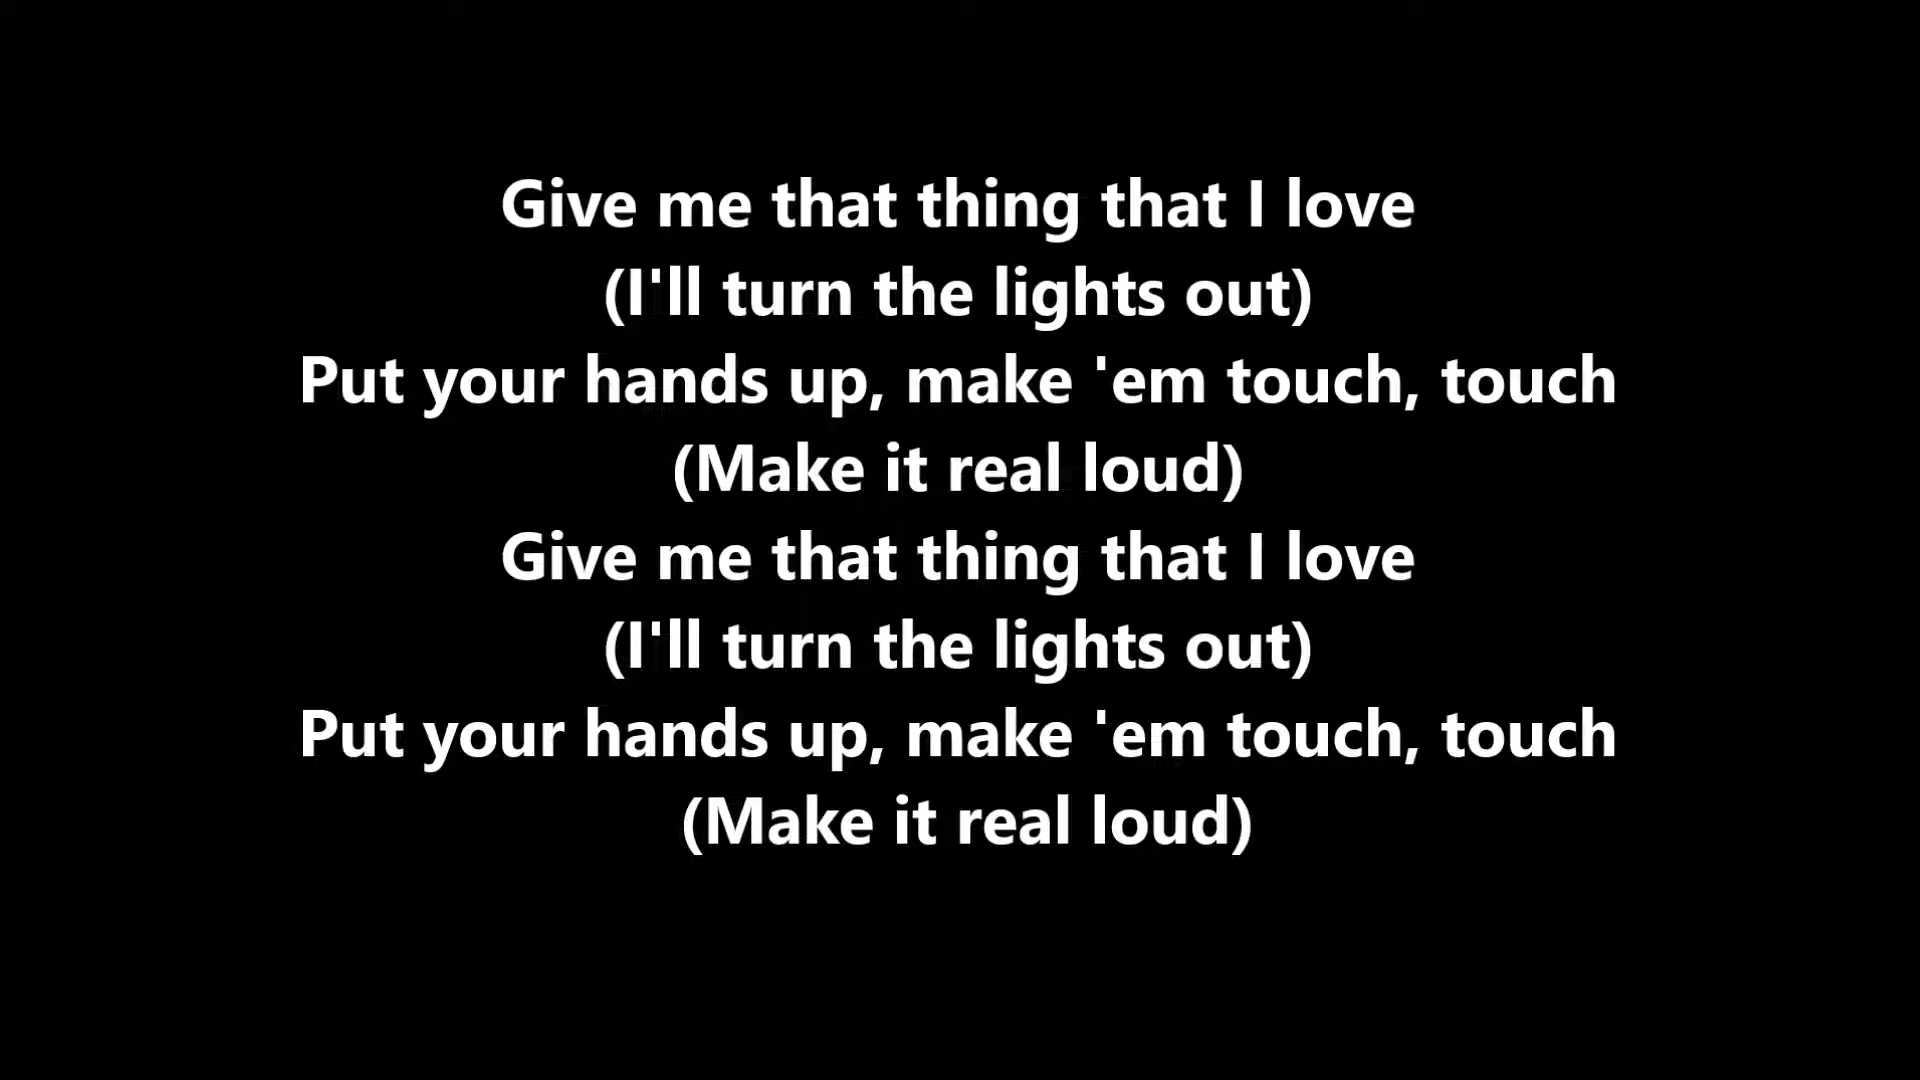 Give me that thing that I love
(I'll turn the lights out)
Put your hands up, make 'em touch, touch
(Make it real loud)
Give me that thing that I love
(I'll turn the lights out)
Put your hands up, make 'em touch, touch
(Make it real loud)